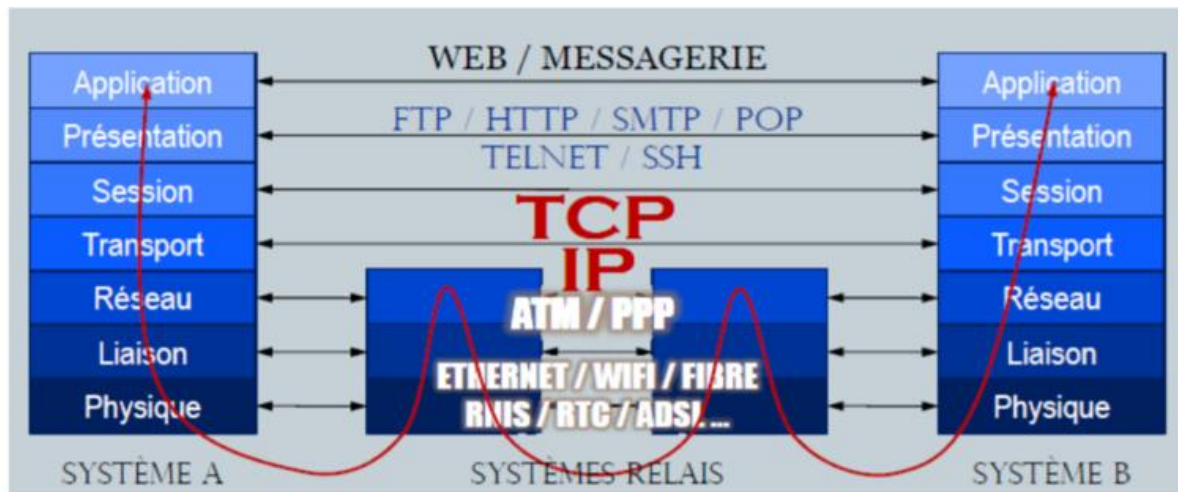 WEB / MESSAGERIE
Application
Application
FTP / HTTP / SMTP / POP
Présentation
Présentation
TELNET / SSH
Session
Session
TCP
Transport
Transport
IP
Réseau
Réseau
ATM / PPP
Liaison
Liaison
ETHERNET / WIFI / FIBRE
Physique
Physique
RNIS / RTC / ADSL ...
SYSTÈME A
SYSTÈMES RELAIS
SYSTÈME B